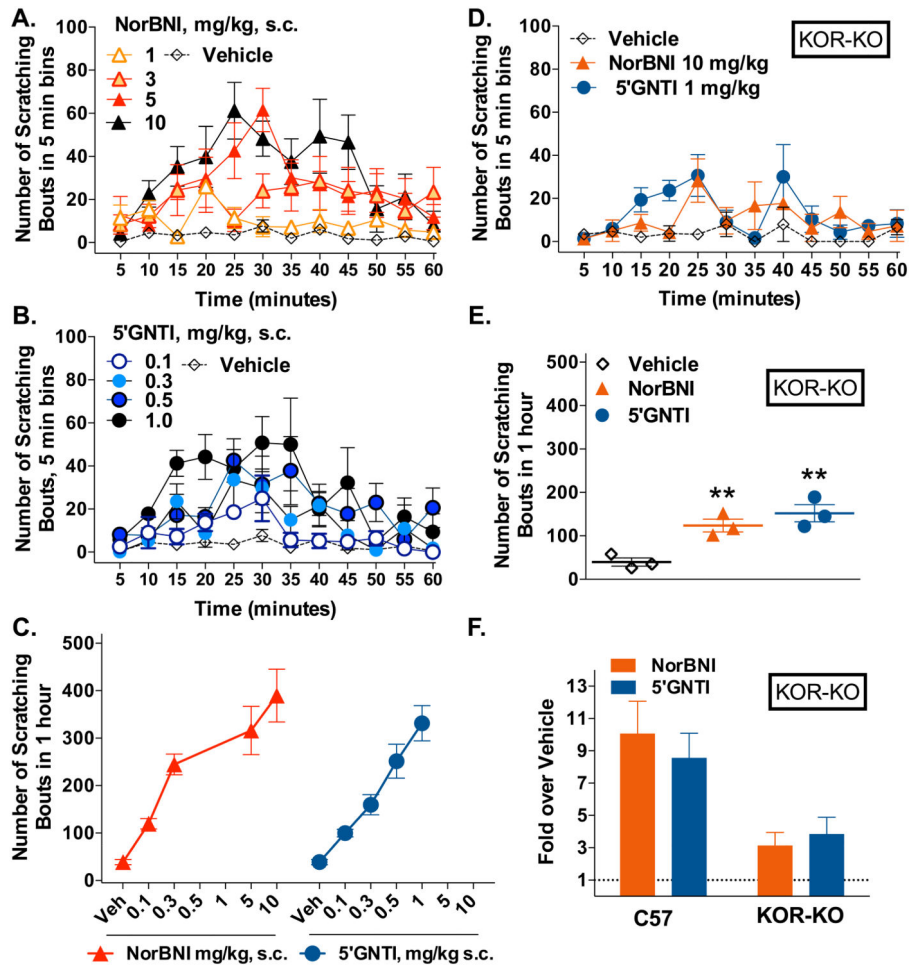 A.
NorBNI, mg/kg, s.c.
1 Vehicle
3
5
10
Number of Scratching
Bouts in 5 min bins
100
80
60
40
20
0
5 10 15 20 25 30 35 40 45 50 55 60
Time (minutes)
B.
5'GNTI, mg/kg, s.c.
0.1 Vehicle
0.3
0.5
1.0
Number of Scratching
Bouts, 5 min bins
100
80
60
40
20
0
5 10 15 20 25 30 35 40 45 50 55 60
Time (minutes)
C.
Number of Scratching
Bouts in 1 hour
500
400
300
200
100
0
Veh 0.1 0.3 0.5 1 5 10 Veh 0.1 0.3 0.5 1 5 10
NorBNI mg/kg, s.c. 5'GNTI, mg/kg s.c.
D.
KOR-KO
Vehicle
NorBNI 10 mg/kg
5'GNTI 1 mg/kg
Number of Scratching
Bouts in 5 min bins
100
80
60
40
20
0
5 10 15 20 25 30 35 40 45 50 55 60
Time (minutes)
E.
Vehicle
NorBNI
5'GNTI
KOR-KO
Number of Scratching
Bouts in 1 hour
500
400
300
200
100
0
** **
F.
NorBNI
5'GNTI
KOR-KO
Fold over Vehicle
13
11
9
7
5
3
1
C57 KOR-KO